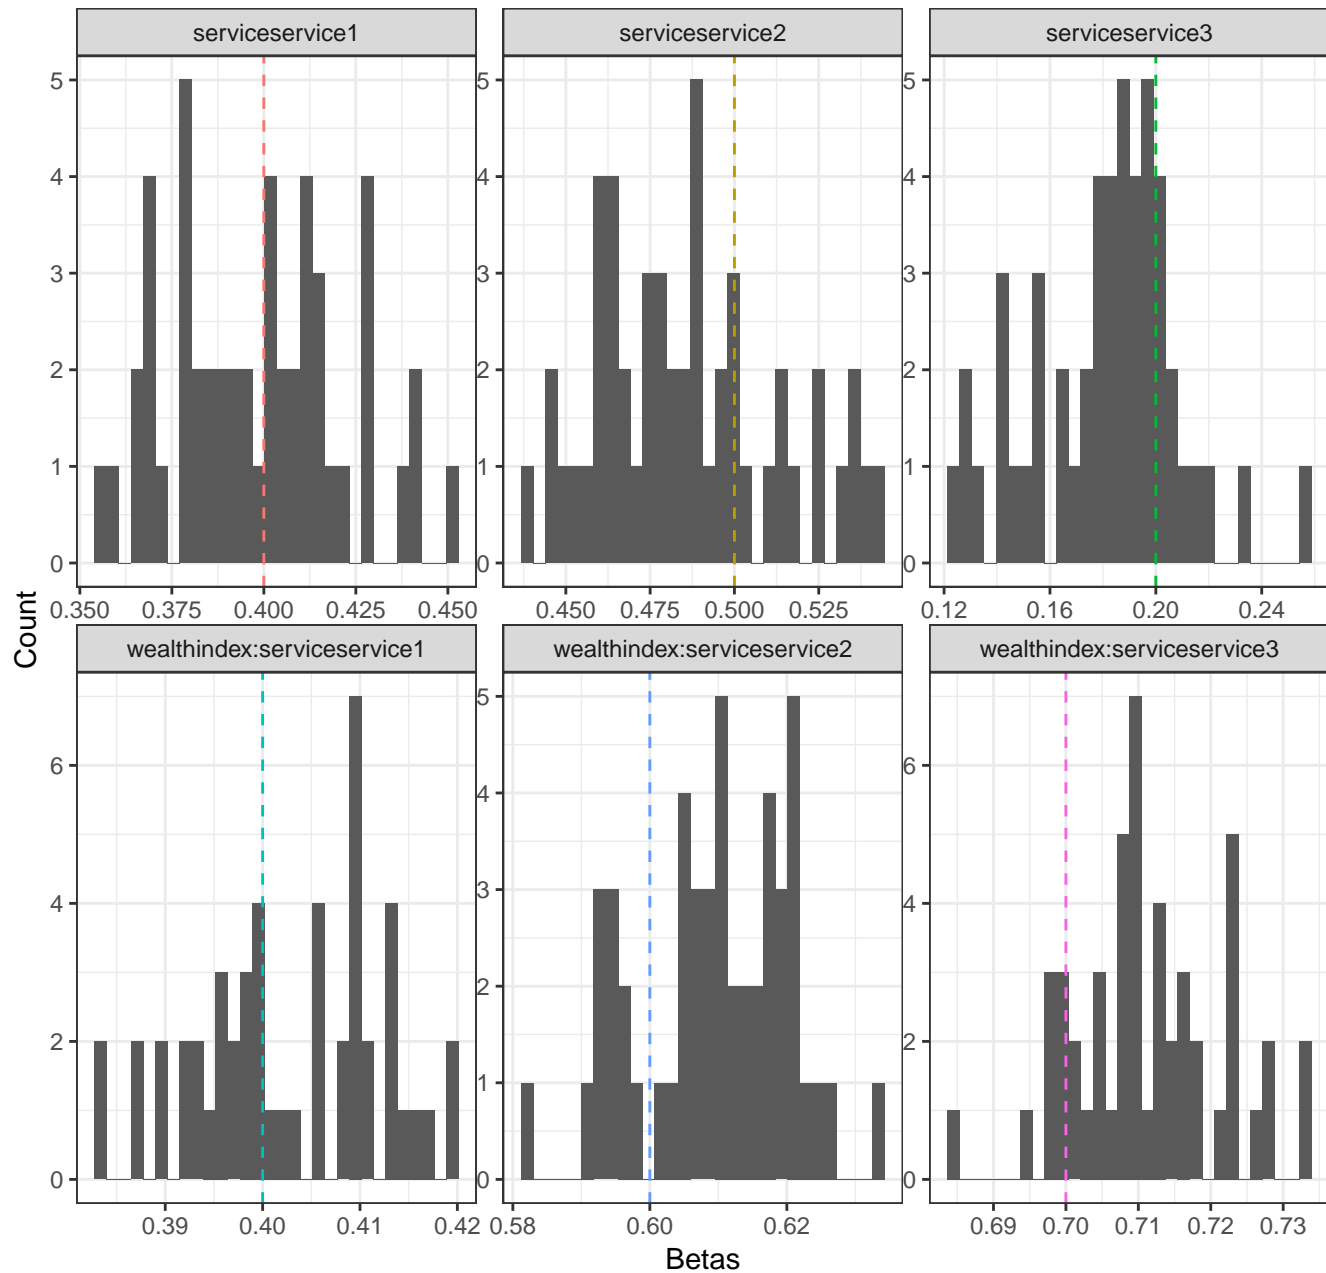 serviceservice1 serviceservice2 serviceservice3
5 5 5
4 4 4
3 3 3
2 2 2
1 1 1
0 0 0
0.350 0.375 0.400 0.425 0.450 0.450 0.475 0.500 0.525 0.12 0.16 0.20 0.24
Count
wealthindex:serviceservice1 wealthindex:serviceservice2 wealthindex:serviceservice3
6 5 6
4 4 4
3
2 2 2
1
0 0 0
0.39 0.40 0.41 0.42 0.58 0.60 0.62 0.69 0.70 0.71 0.72 0.73
Betas